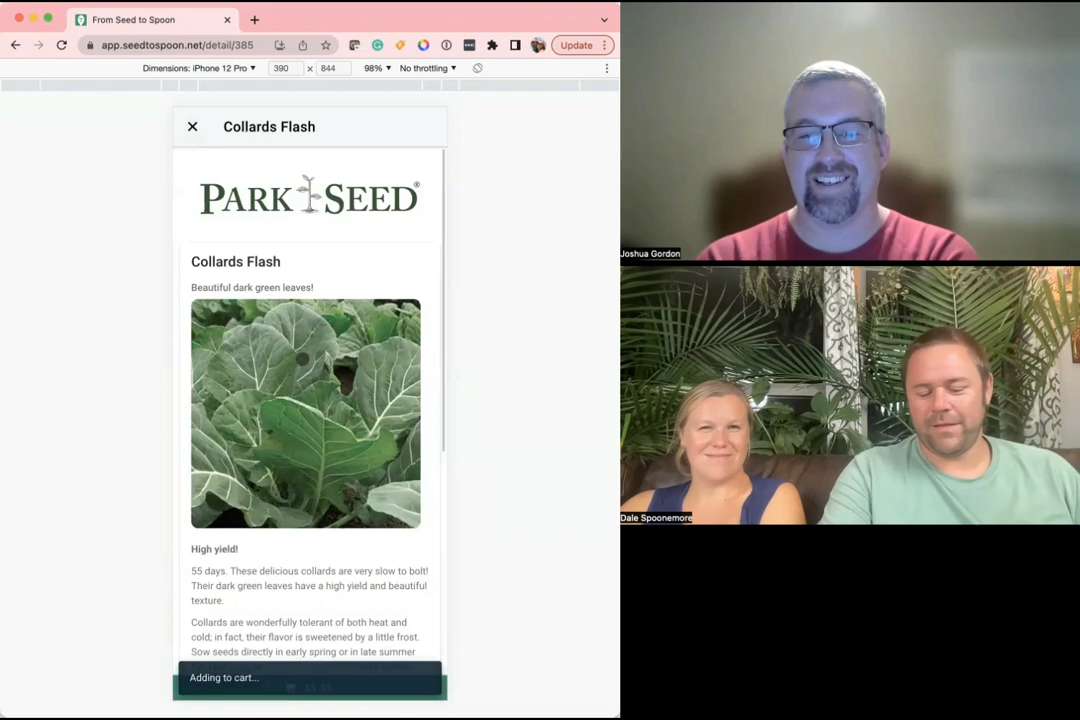 From Seed to Spoon
app.seedtospoon.net/detail/385
Update
Dimensions: iPhone 12 Pro
390 × 844
98%
No throttling
Collards Flash
PARK SEED®
Collards Flash
Beautiful dark green leaves!
High yield!
55 days. These delicious collards are very slow to bolt!
Their dark green leaves have a high yield and beautiful
texture.
Collards are wonderfully tolerant of both heat and
cold; in fact, their flavor is sweetened by a little frost.
Sow seeds directly in early spring or in late summer
Adding to cart...
$5.95
Joshua Gordon
Dale Spoonemore